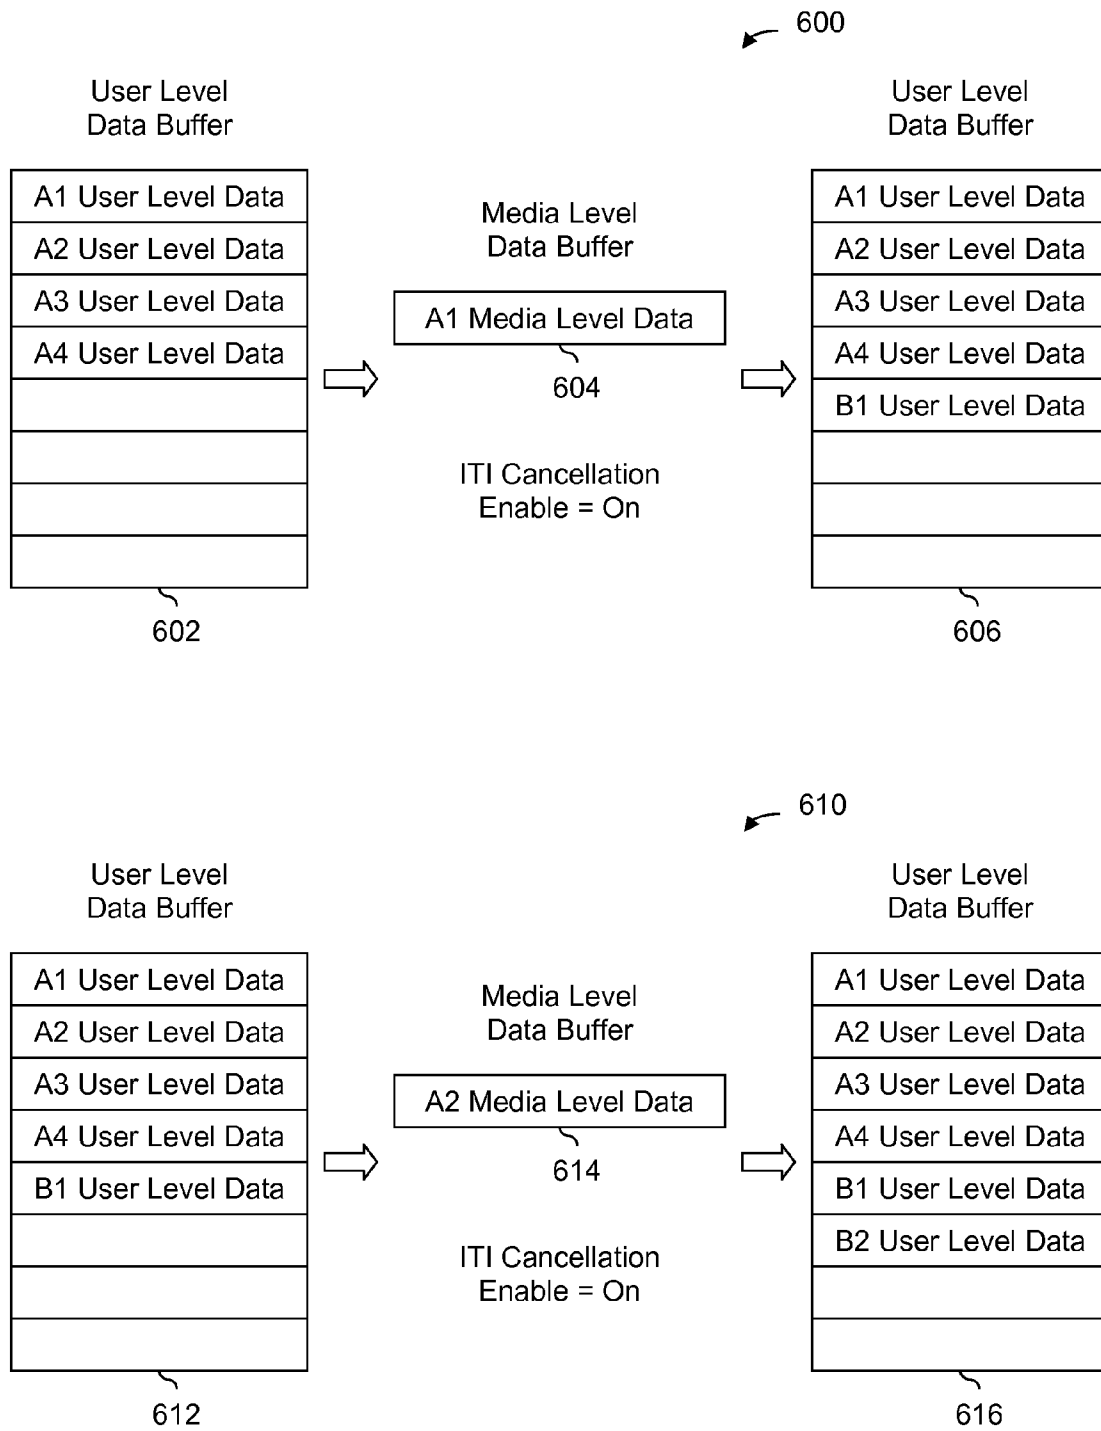 600
User Level
Data Buffer
A1 User Level Data
A2 User Level Data
A3 User Level Data
A4 User Level Data
602
Media Level
Data Buffer
A1 Media Level Data
604
ITI Cancellation
Enable = On
User Level
Data Buffer
A1 User Level Data
A2 User Level Data
A3 User Level Data
A4 User Level Data
B1 User Level Data
606
610
User Level
Data Buffer
A1 User Level Data
A2 User Level Data
A3 User Level Data
A4 User Level Data
B1 User Level Data
612
Media Level
Data Buffer
A2 Media Level Data
614
ITI Cancellation
Enable = On
User Level
Data Buffer
A1 User Level Data
A2 User Level Data
A3 User Level Data
A4 User Level Data
B1 User Level Data
B2 User Level Data
616